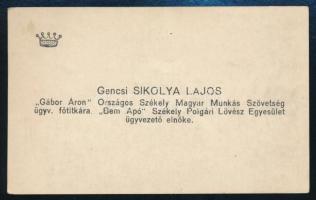 Gencsi SIKOLYA LAJOS
„Gábor Áron" Országos Székely Magyar Munkás Szövetség
ügyv. főtitkára. „Bem Apó" Székely Polgári Lövész Egyesület
ügyvezető elnöke.